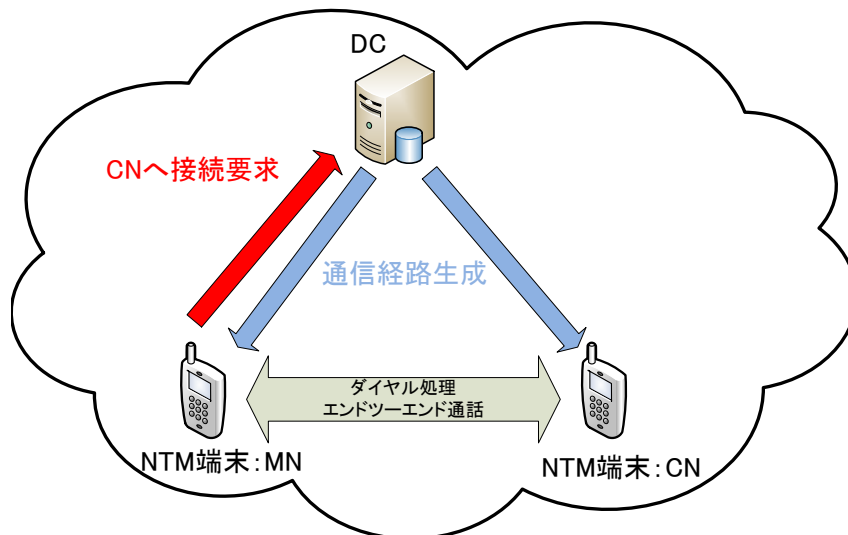 DC
CNへ接続要求
通信経路生成
ダイヤル処理
エンドツーエンド通話
NTM端末:MN
NTM端末:CN